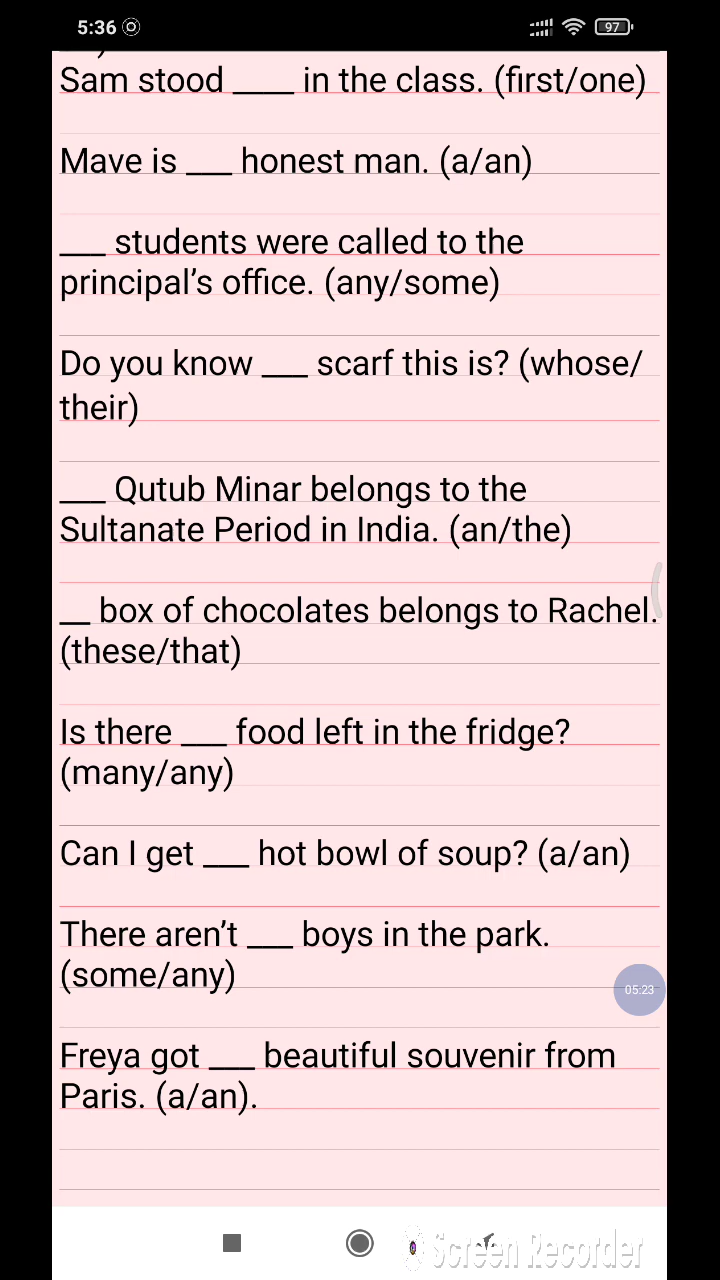 5:36
97
Sam stood ____ in the class. (first/one)
Mave is ___ honest man. (a/an)
___ students were called to the
principal’s office. (any/some)
Do you know ___ scarf this is? (whose/
their)
___ Qutub Minar belongs to the
Sultanate Period in India. (an/the)
__ box of chocolates belongs to Rachel.
(these/that)
Is there ___ food left in the fridge?
(many/any)
Can I get ___ hot bowl of soup? (a/an)
There aren’t ___ boys in the park.
(some/any)
05:23
Freya got ___ beautiful souvenir from
Paris. (a/an).
Screen Recorder